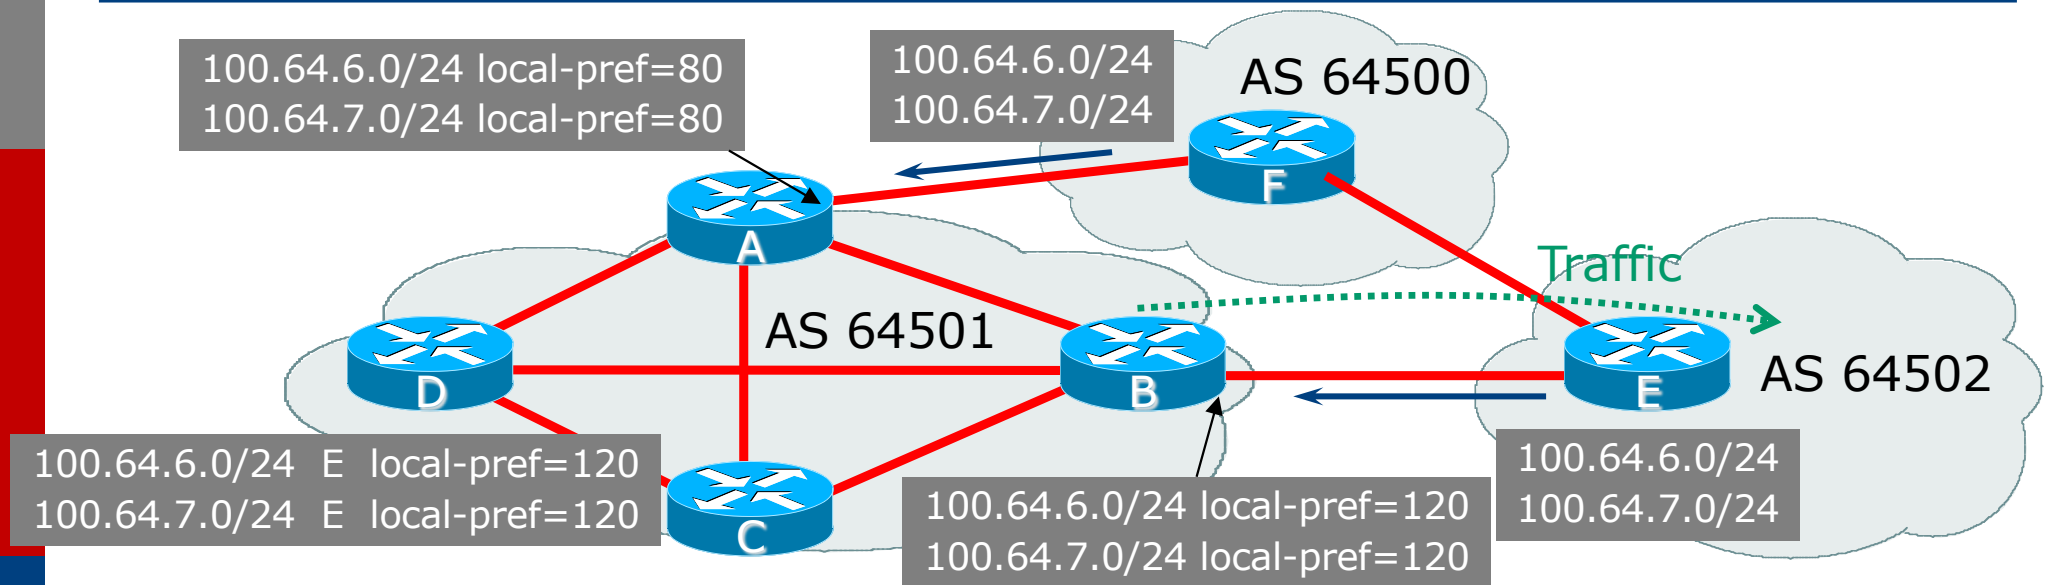 100.64.6.0/24 local-pref=80
100.64.7.0/24 local-pref=80
100.64.6.0/24
100.64.7.0/24
AS 64500
F
A
Traffic
AS 64501
D
B
E
AS 64502
100.64.6.0/24 E local-pref=120
100.64.7.0/24 E local-pref=120
C
100.64.6.0/24 local-pref=120
100.64.7.0/24 local-pref=120
100.64.6.0/24
100.64.7.0/24